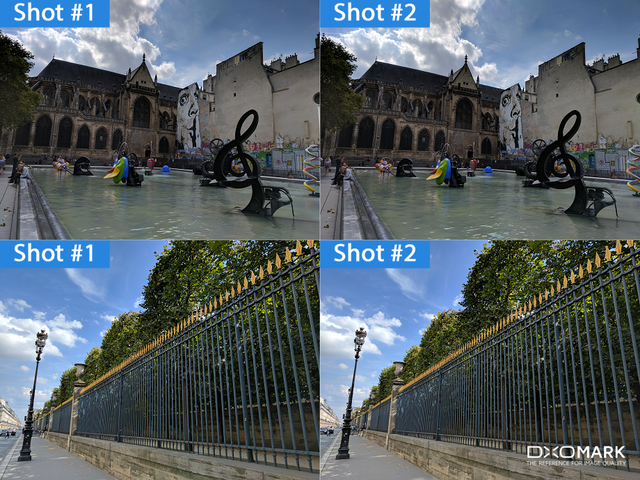 Shot #1
Shot #2
Shot #1
Shot #2
DXOMARK
THE REFERENCE FOR IMAGE QUALITY